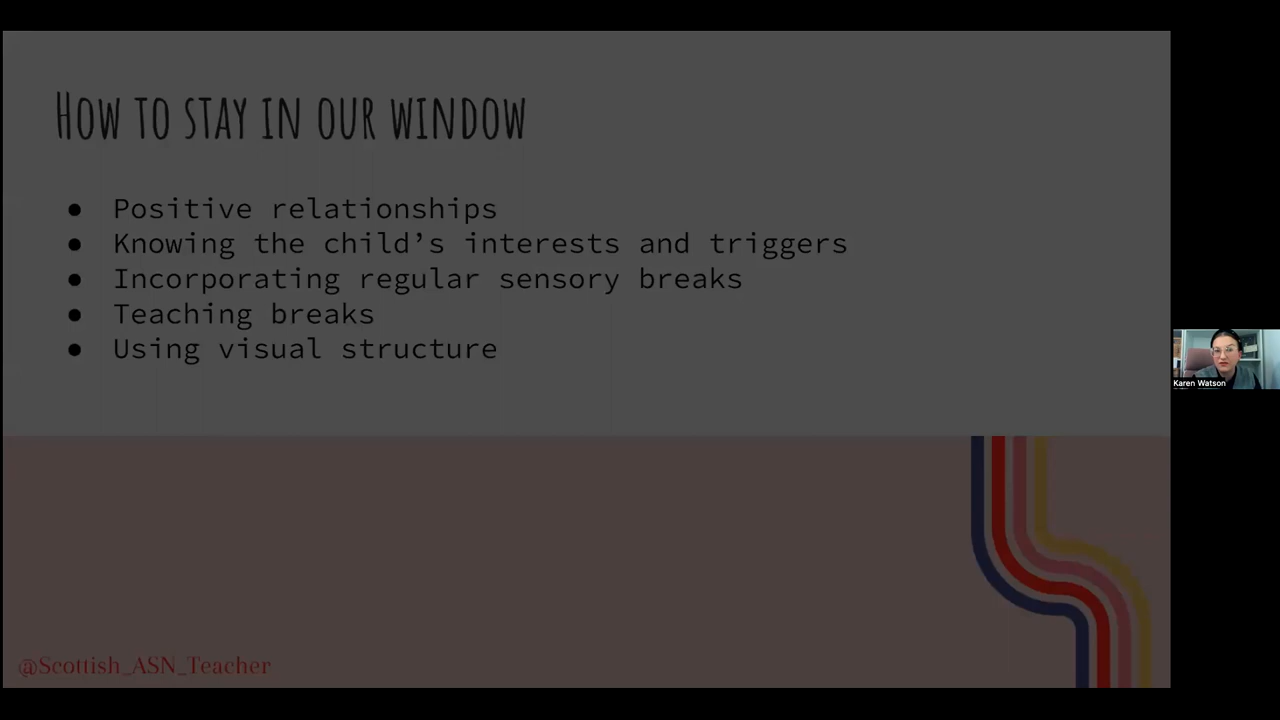 How to stay in our window
● Positive relationships
● Knowing the child’s interests and triggers
● Incorporating regular sensory breaks
● Teaching breaks
● Using visual structure
Karen Watson
@Scottish_ASN_Teacher